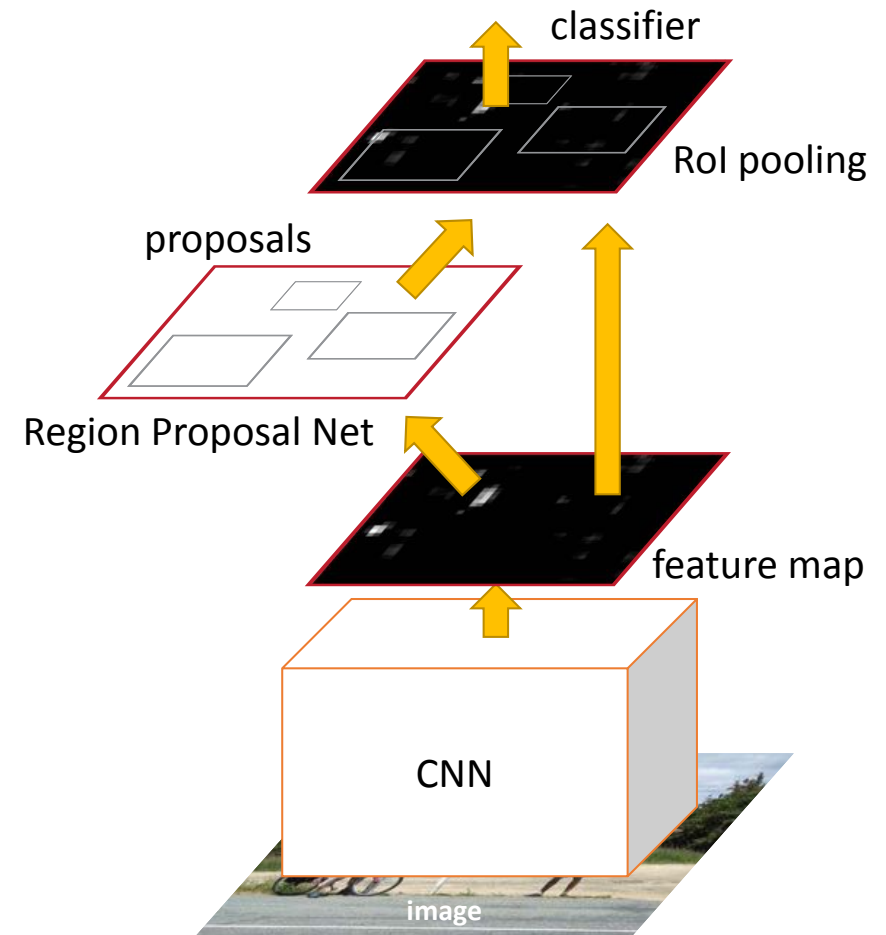 classifier
RoI pooling
proposals
Region Proposal Net
feature map
CNN
image